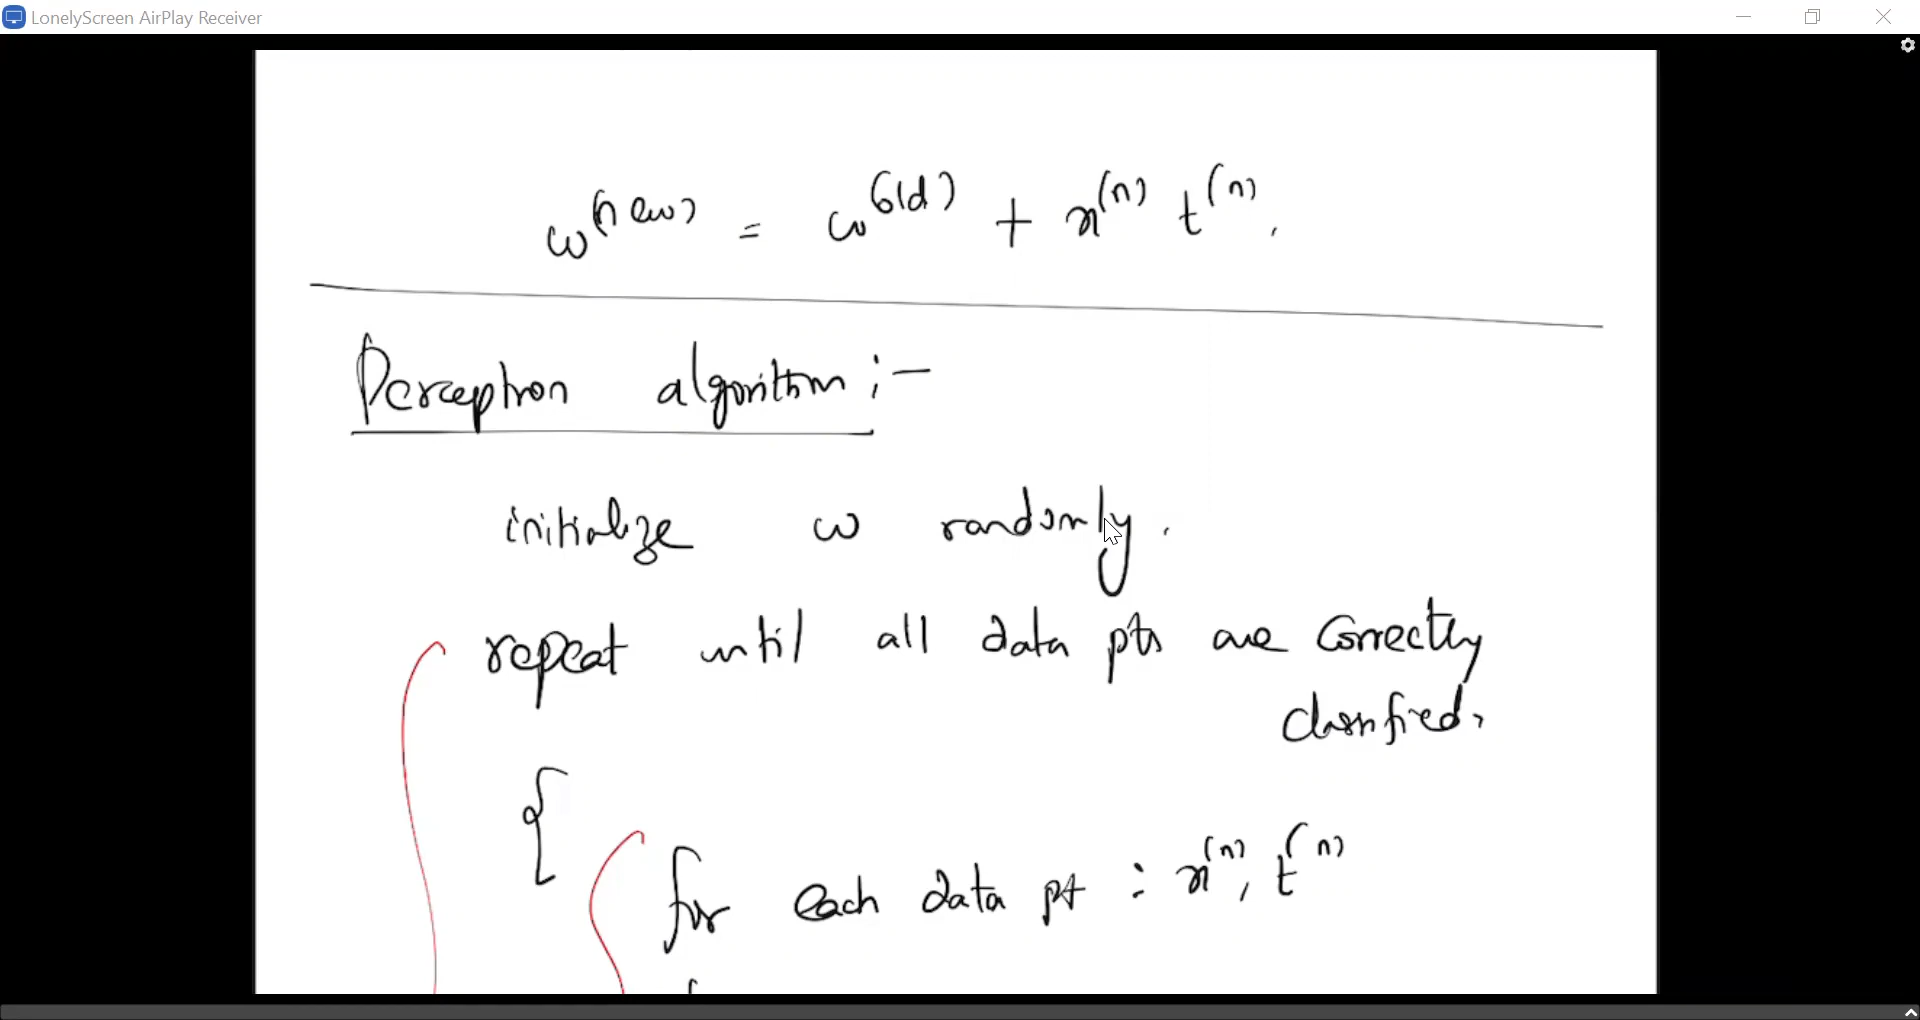 LonelyScreen AirPlay Receiver
w^(new) = w^(old) + x^(n) t^(n).
Perceptron algorithm :-
initialize w randomly.
repeat until all data pts are correctly
classified.
{
for each data pt : x^(n), t^(n)
{